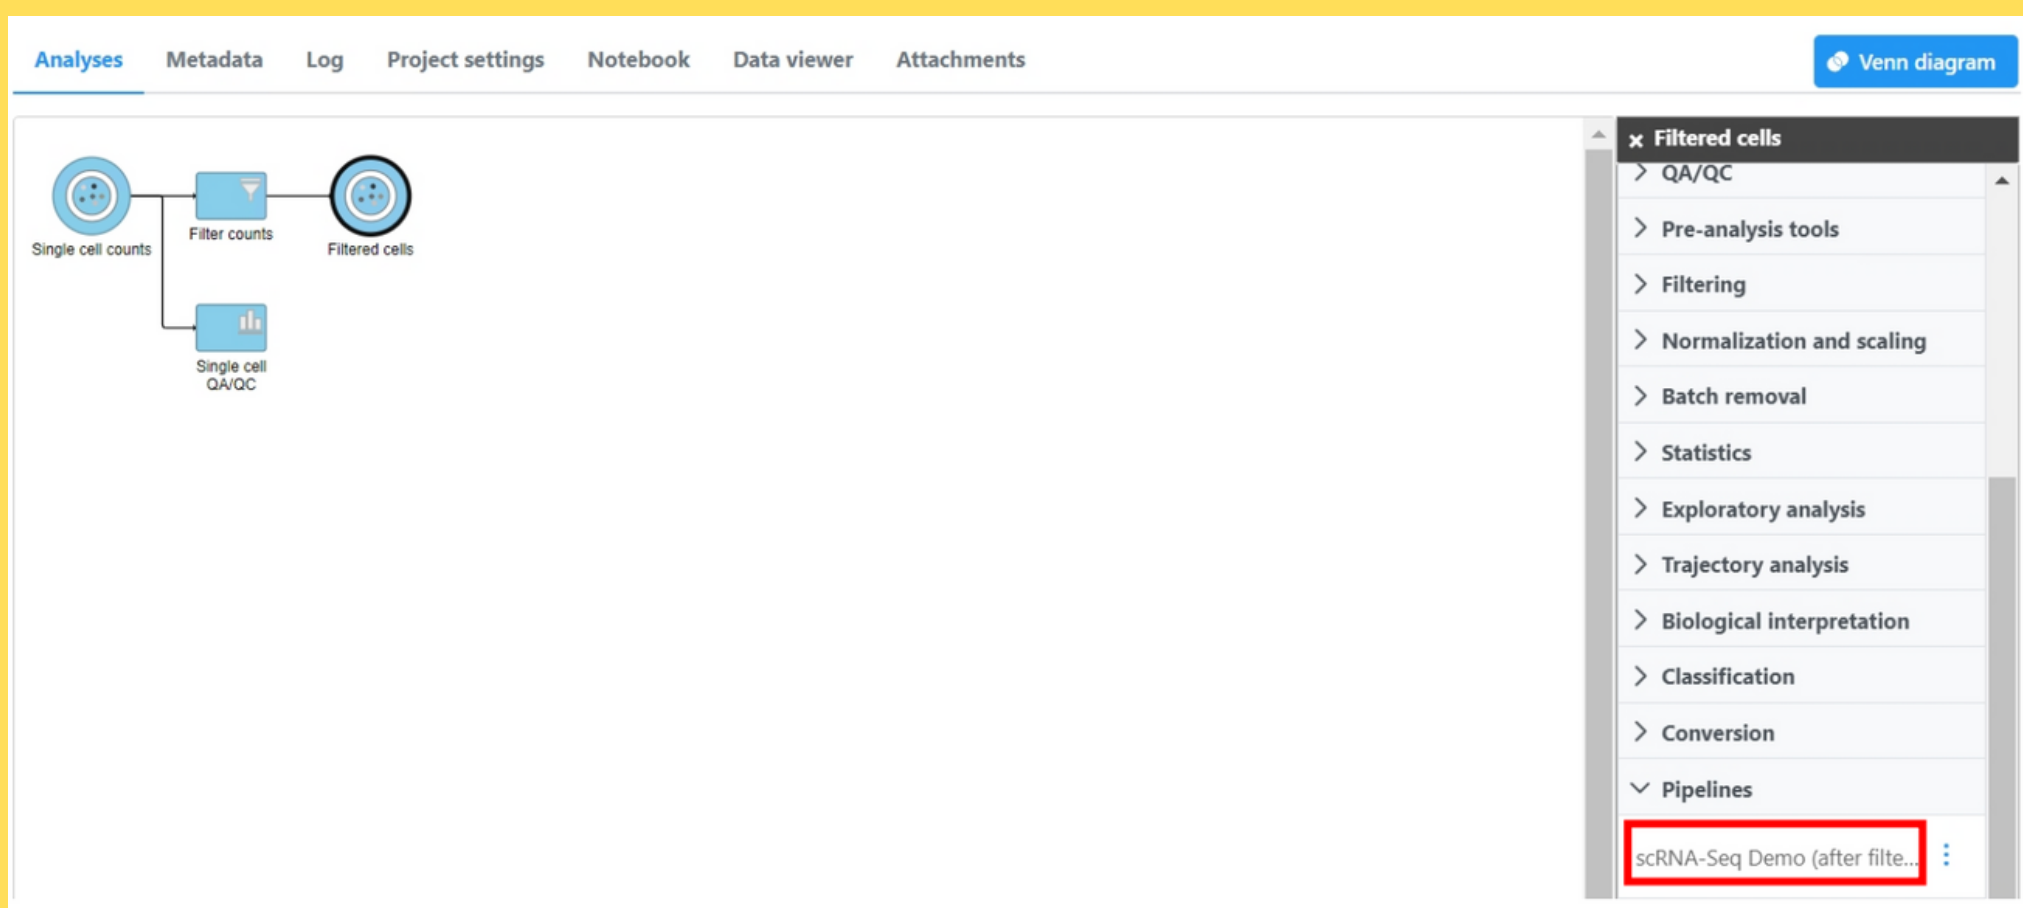 Analyses Metadata Log Project settings Notebook Data viewer Attachments Venn diagram
Single cell counts
Filter counts
Filtered cells
Single cell
QA/QC
Filtered cells
QA/QC
Pre-analysis tools
Filtering
Normalization and scaling
Batch removal
Statistics
Exploratory analysis
Trajectory analysis
Biological interpretation
Classification
Conversion
Pipelines
scRNA-Seq Demo (after filte...